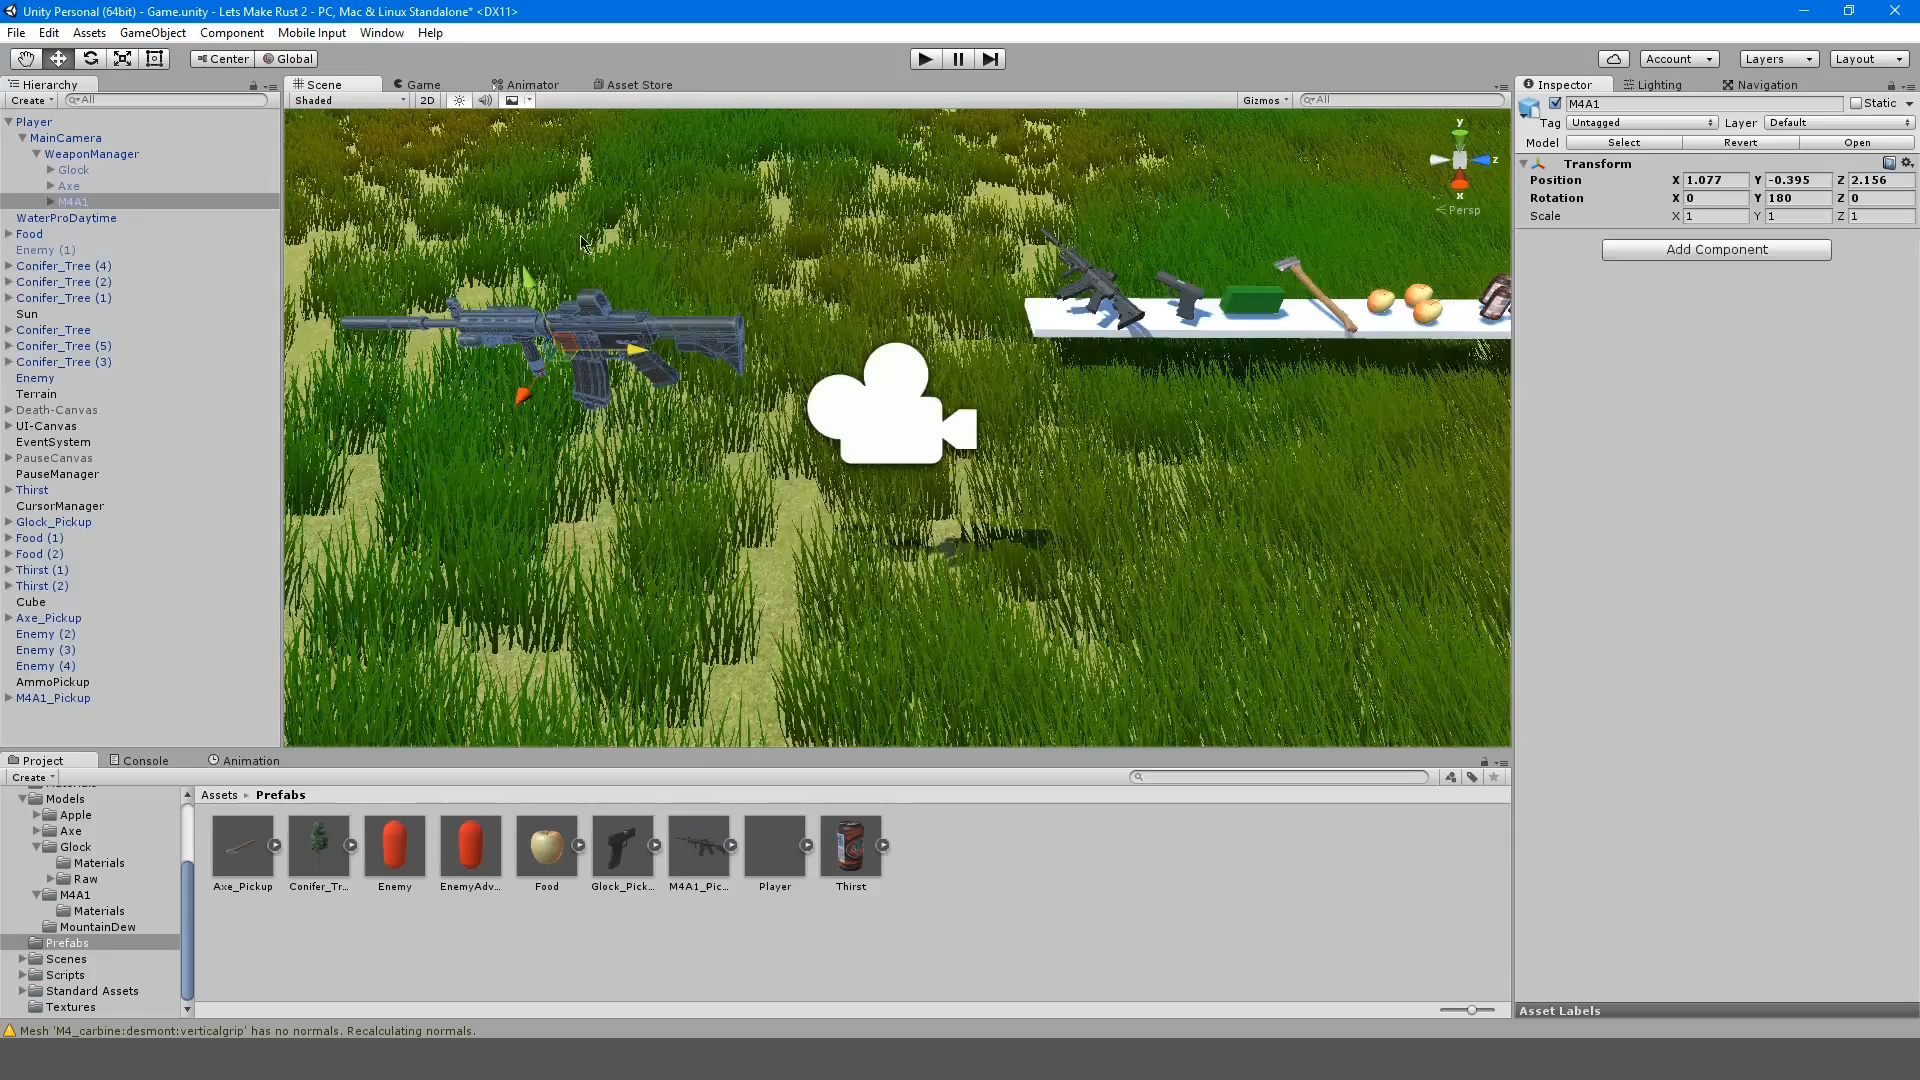 Unity Personal (64bit) - Game.unity - Lets Make Rust 2 - PC, Mac & Linux Standalone* <DX11>
File Edit Assets GameObject Component Mobile Input Window Help
Center Global Account Layers Layout
Hierarchy Scene Game Animator Asset Store Inspector Lighting Navigation
Create All Shaded 2D Gizmos All
M4A1 Static
Tag Untagged Layer Default
Model Select Revert Open
Transform
Position X 1.077 Y -0.395 Z 2.156
Rotation X 0 Y 180 Z 0
Scale X 1 Y 1 Z 1
Add Component
y
z
x
Persp
Player
MainCamera
WeaponManager
Glock
Axe
M4A1
WaterProDaytime
Food
Enemy (1)
Conifer_Tree (4)
Conifer_Tree (2)
Conifer_Tree (1)
Sun
Conifer_Tree
Conifer_Tree (5)
Conifer_Tree (3)
Enemy
Terrain
Death-Canvas
UI-Canvas
EventSystem
PauseCanvas
PauseManager
Thirst
CursorManager
Glock_Pickup
Food (1)
Food (2)
Thirst (1)
Thirst (2)
Cube
Axe_Pickup
Enemy (2)
Enemy (3)
Enemy (4)
AmmoPickup
M4A1_Pickup
Project Console Animation
Create
Models
Apple
Axe
Glock
Materials
Raw
M4A1
Materials
MountainDew
Prefabs
Scenes
Scripts
Standard Assets
Textures
Assets Prefabs
Axe_Pickup Conifer_Tr... Enemy EnemyAdv... Food Glock_Pick... M4A1_Pic... Player Thirst
Asset Labels
Mesh 'M4_carbine:desmont:verticalgrip' has no normals. Recalculating normals.